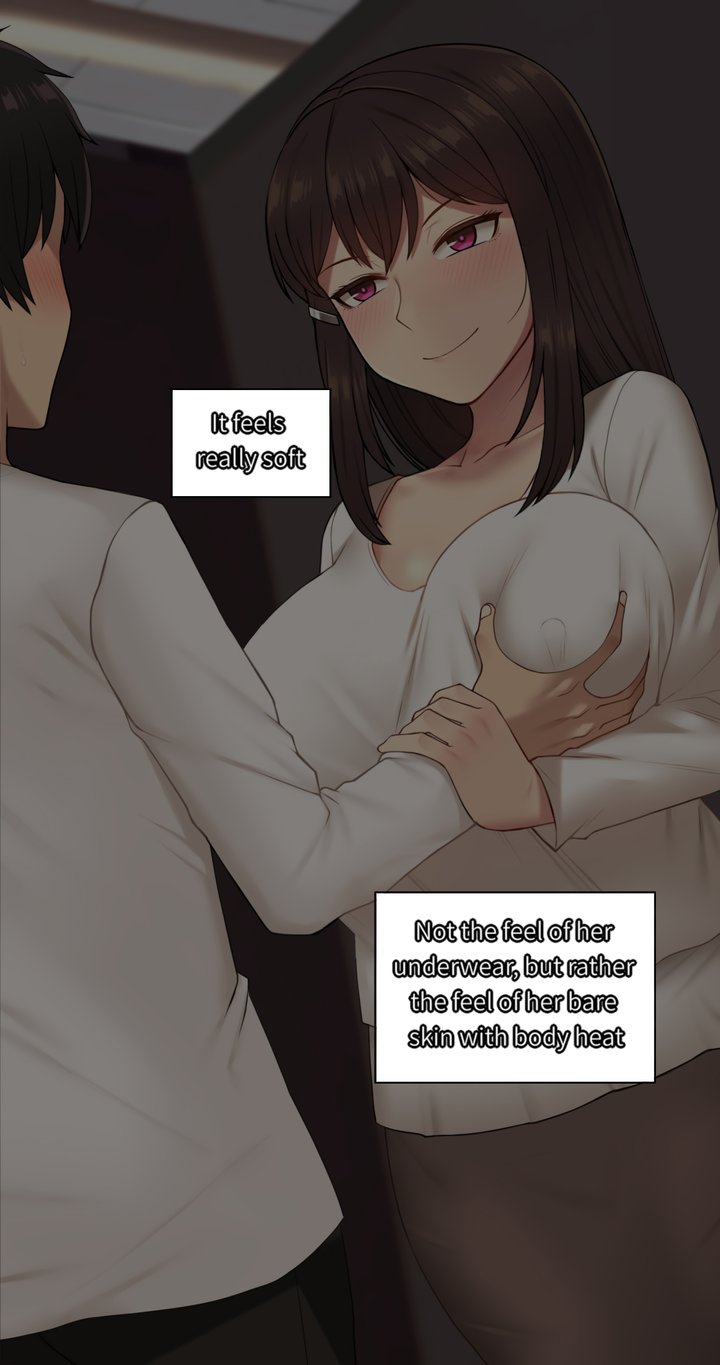 It feels
really soft
Not the feel of her
underwear, but rather
the feel of her bare
skin with body heat